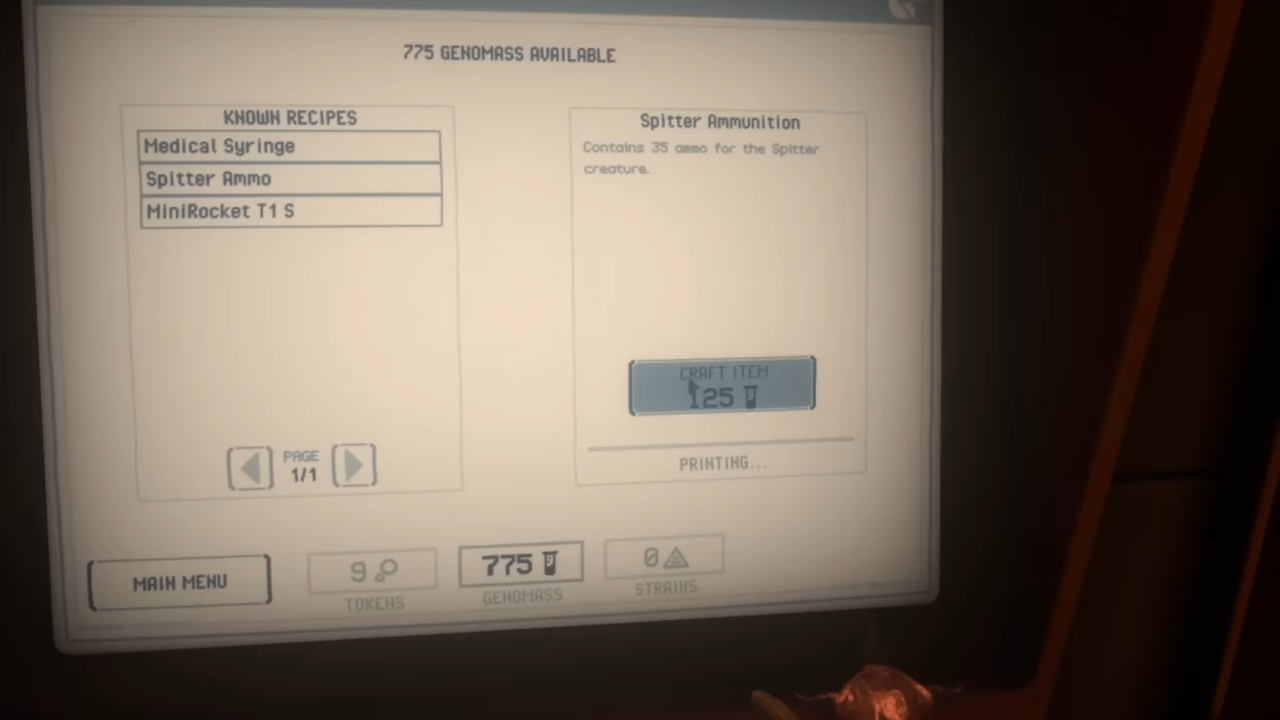 775 GENOMASS AVAILABLE
KNOWN RECIPES
Medical Syringe
Spitter Ammo
MiniRocket T1 S
PAGE
1/1
Spitter Ammunition
Contains 35 ammo for the Spitter
creature.
CRAFT ITEM
125
PRINTING...
MAIN MENU
9
TOKENS
775
GENOMASS
0
STRAINS